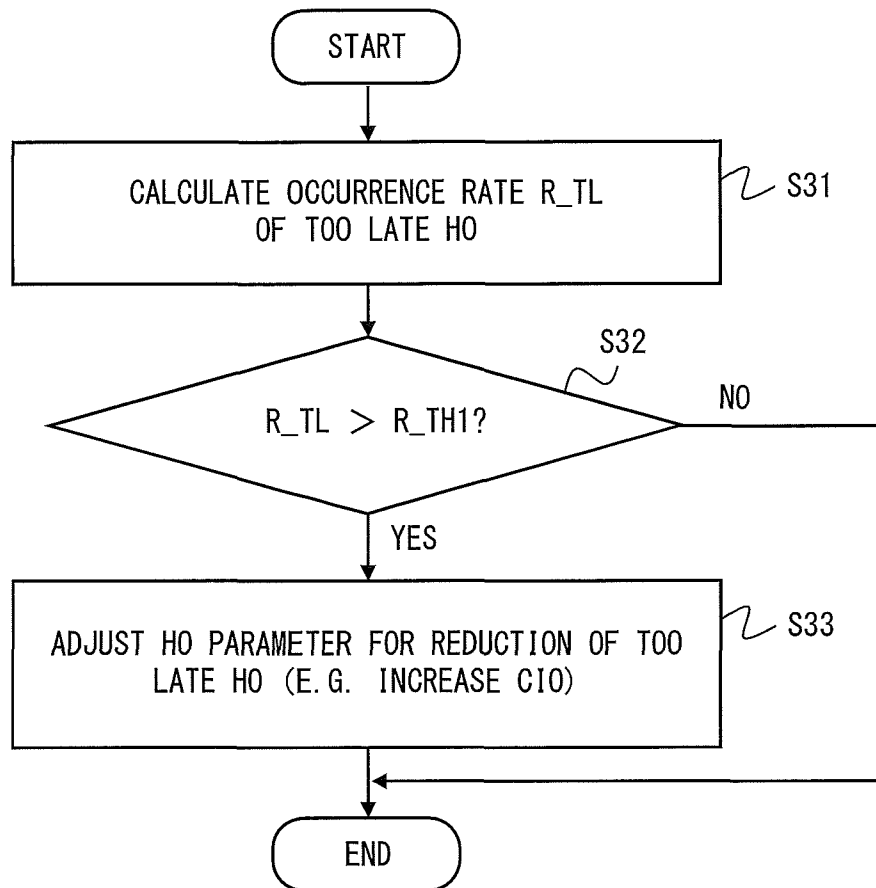 START
CALCULATE OCCURRENCE RATE R_TL
OF TOO LATE HO
S31
S32
R_TL > R_TH1?
NO
YES
ADJUST HO PARAMETER FOR REDUCTION OF TOO
LATE HO (E.G. INCREASE CIO)
S33
END